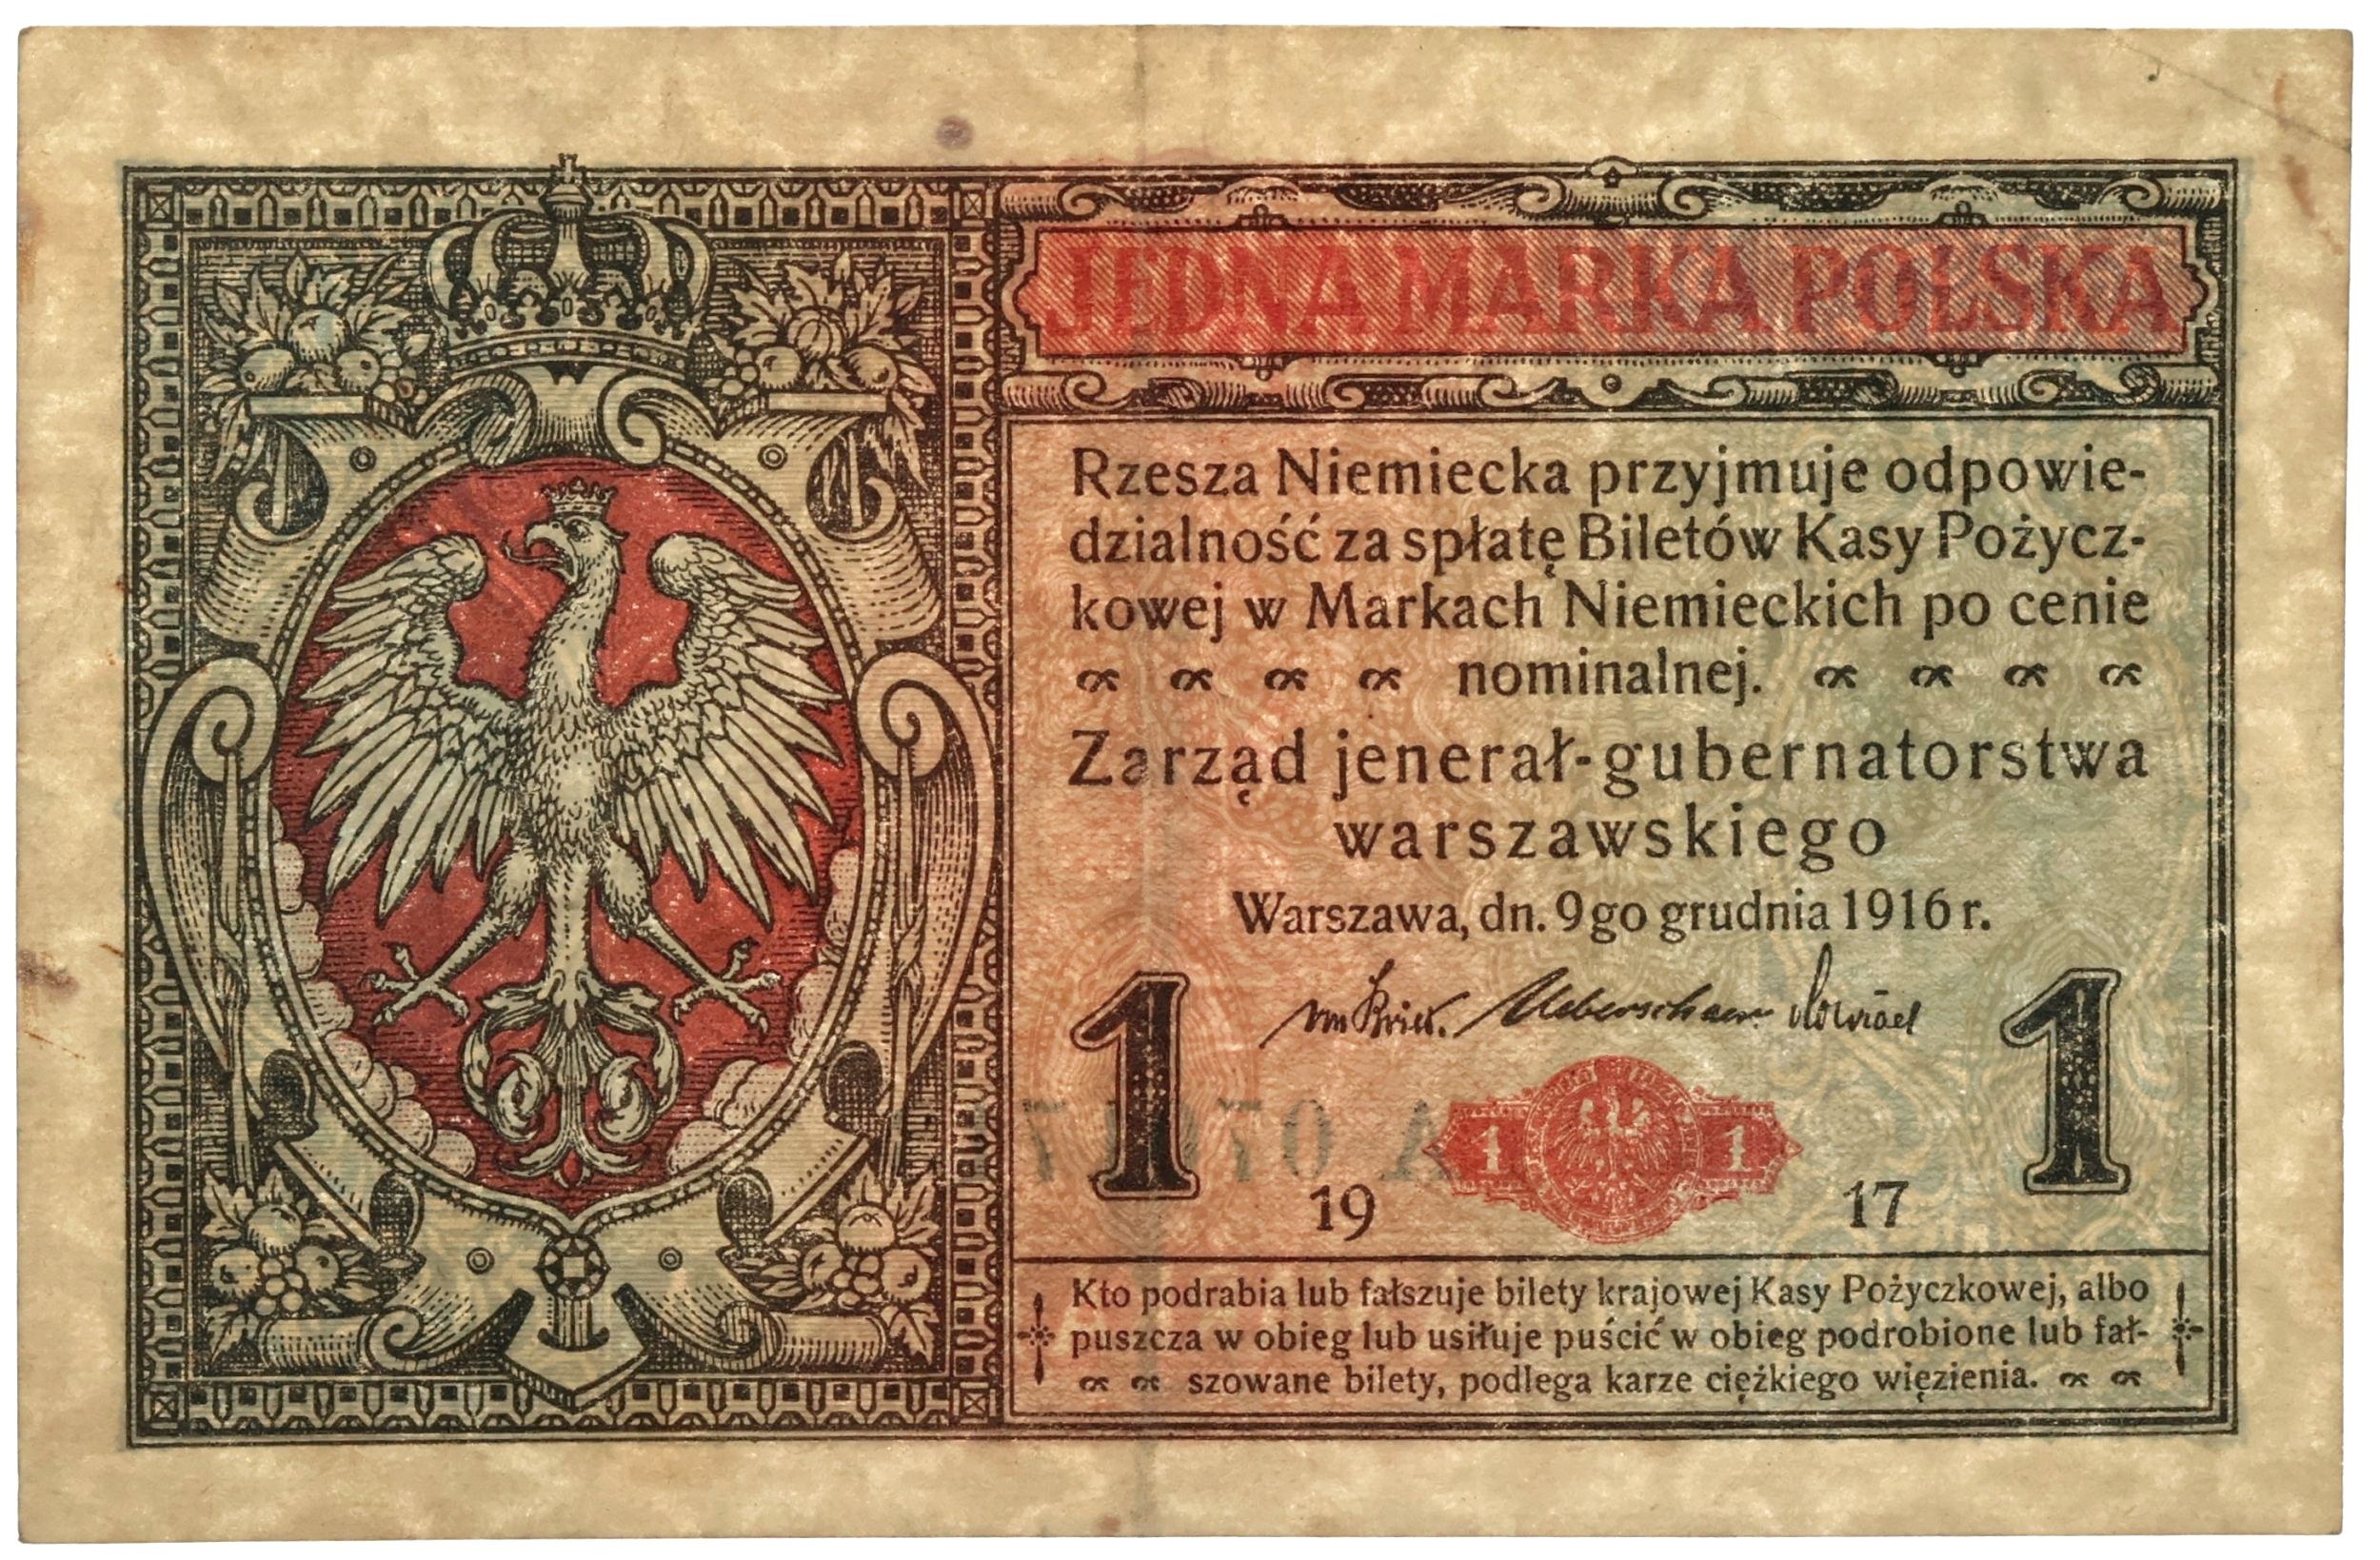 JEDNA MARKA POLSKA
Rzesza Niemiecka przyjmuje odpowie-
dzialność za spłatę Biletów Kasy Pożycz-
kowej w Markach Niemieckich po cenie
nominalnej.
Zarząd jenerał-gubernatorstwa
warszawskiego
Warszawa, dn. 9go grudnia 1916 r.
1 1
1 1
19 17
Kto podrabia lub fałszuje bilety krajowej Kasy Pożyczkowej, albo
puszcza w obieg lub usiłuje puścić w obieg podrobione lub fał-
szowane bilety, podlega karze ciężkiego więzienia.